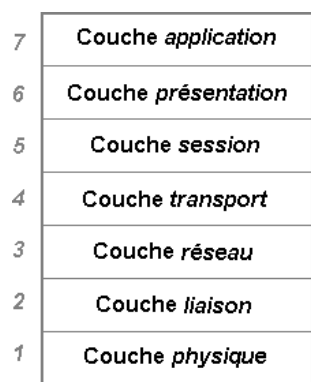 7 Couche application
6 Couche présentation
5 Couche session
4 Couche transport
3 Couche réseau
2 Couche liaison
1 Couche physique